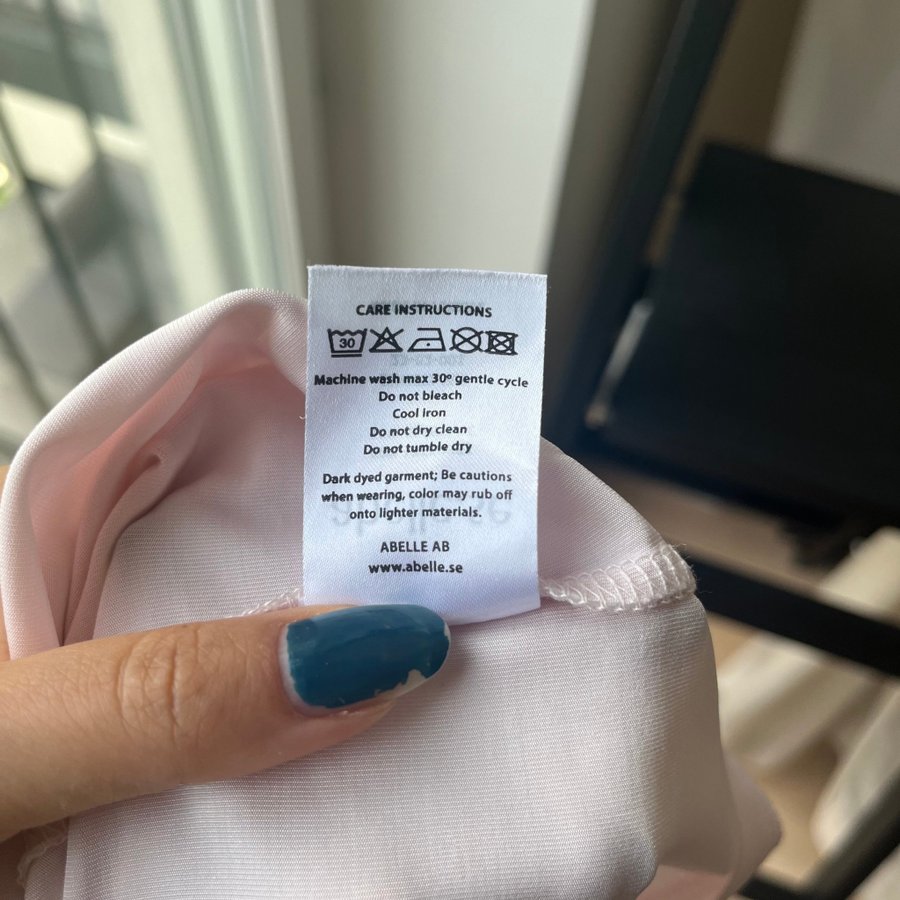 CARE INSTRUCTIONS
30
Machine wash max 30º gentle cycle
Do not bleach
Cool iron
Do not dry clean
Do not tumble dry
Dark dyed garment; Be cautions
when wearing, color may rub off
onto lighter materials.
ABELLE AB
www.abelle.se